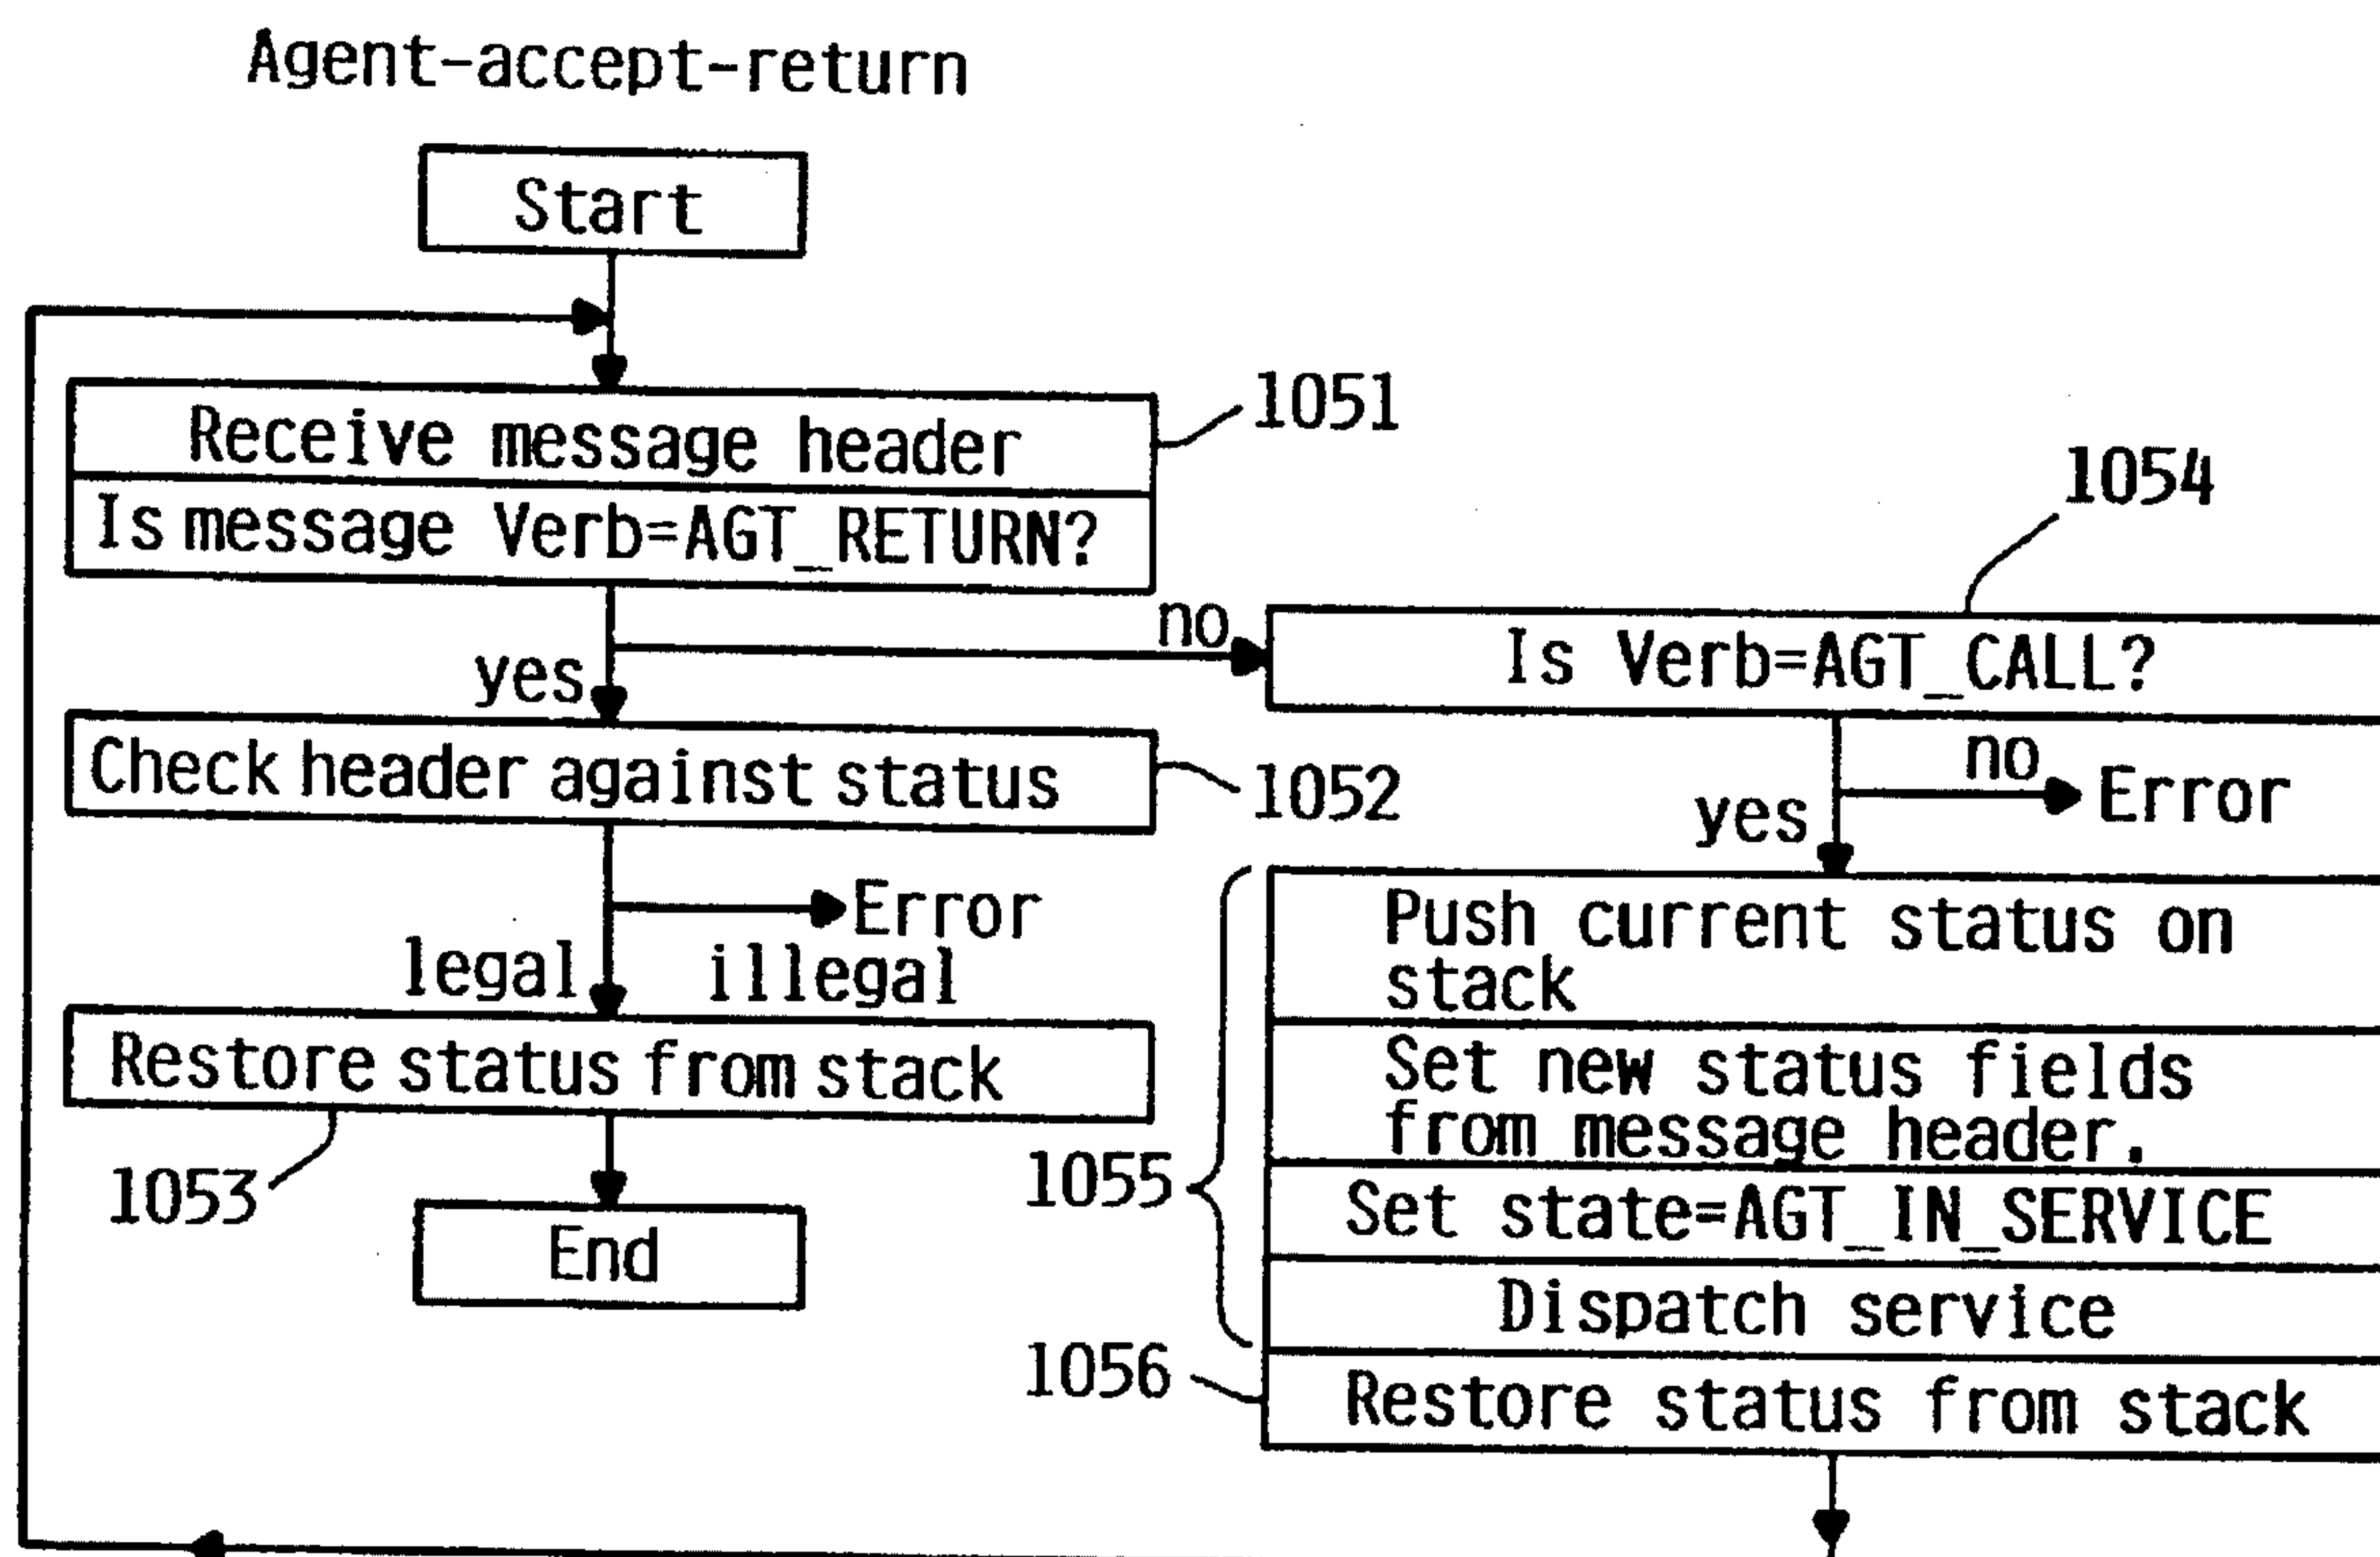 Agent-accept-return
Start
Receive message header
1051
Is message Verb=AGT_RETURN?
1054
no
Is Verb=AGT_CALL?
yes
Check header against status
1052
no
Error
yes
Error
legal
illegal
Push current status on
stack
Restore status from stack
Set new status fields
from message header.
1053
1055
Set state=AGT_IN_SERVICE
End
Dispatch service
1056
Restore status from stack